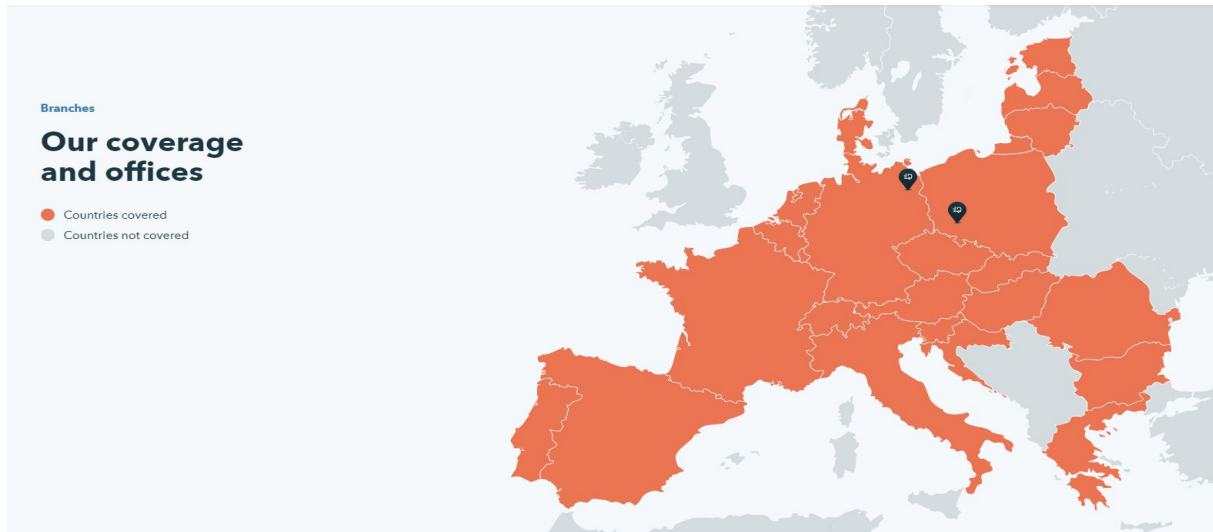 Branches
Our coverage
and offices
Countries covered
Countries not covered